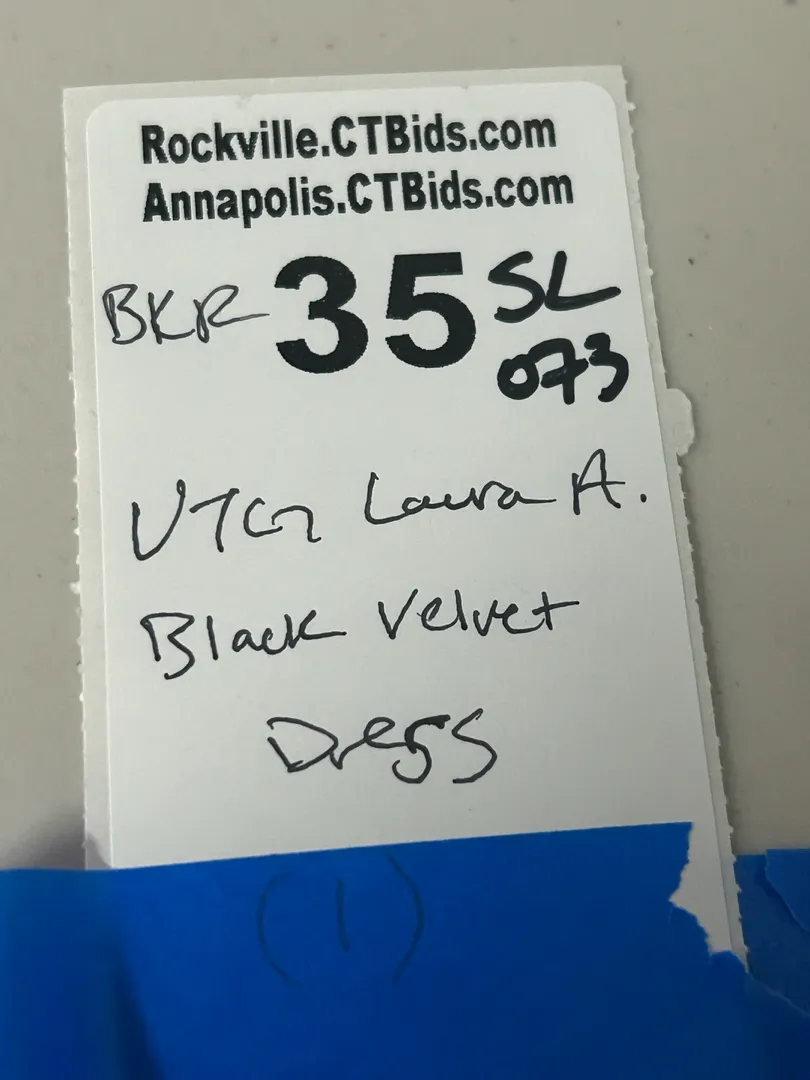 Rockville.CTBids.com
Annapolis.CTBids.com
BKR 35 SL
073
VTG Laura A.
Black Velvet
Dress
(1)